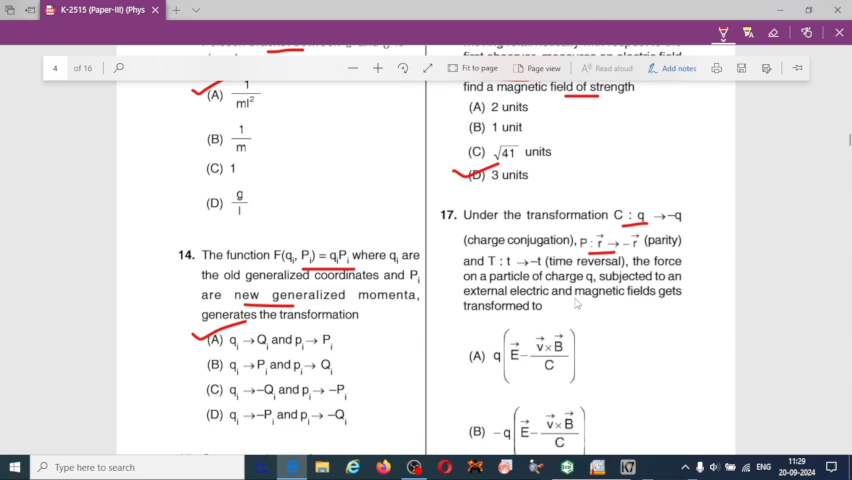 K-2515 (Paper-III) (Phys
4 of 16
Fit to page
Page view
Read aloud
Add notes
(A) 1/ml²
(B) 1/m
(C) 1
(D) g/l
14. The function F(qᵢ, Pᵢ) = qᵢPᵢ where qᵢ are
the old generalized coordinates and Pᵢ
are new generalized momenta,
generates the transformation
(A) qᵢ → Qᵢ and pᵢ → Pᵢ
(B) qᵢ → Pᵢ and pᵢ → Qᵢ
(C) qᵢ → −Qᵢ and pᵢ → −Pᵢ
(D) qᵢ → −Pᵢ and pᵢ → −Qᵢ
find a magnetic field of strength
(A) 2 units
(B) 1 unit
(C) √41 units
(D) 3 units
17. Under the transformation C : q → −q
(charge conjugation), P : r⃗ → − r⃗ (parity)
and T : t → −t (time reversal), the force
on a particle of charge q, subjected to an
external electric and magnetic fields gets
transformed to
(A) q(E⃗ − v⃗×B⃗/C)
(B) −q(E⃗ − v⃗×B⃗/C)
Type here to search
ENG
11:29
20-09-2024